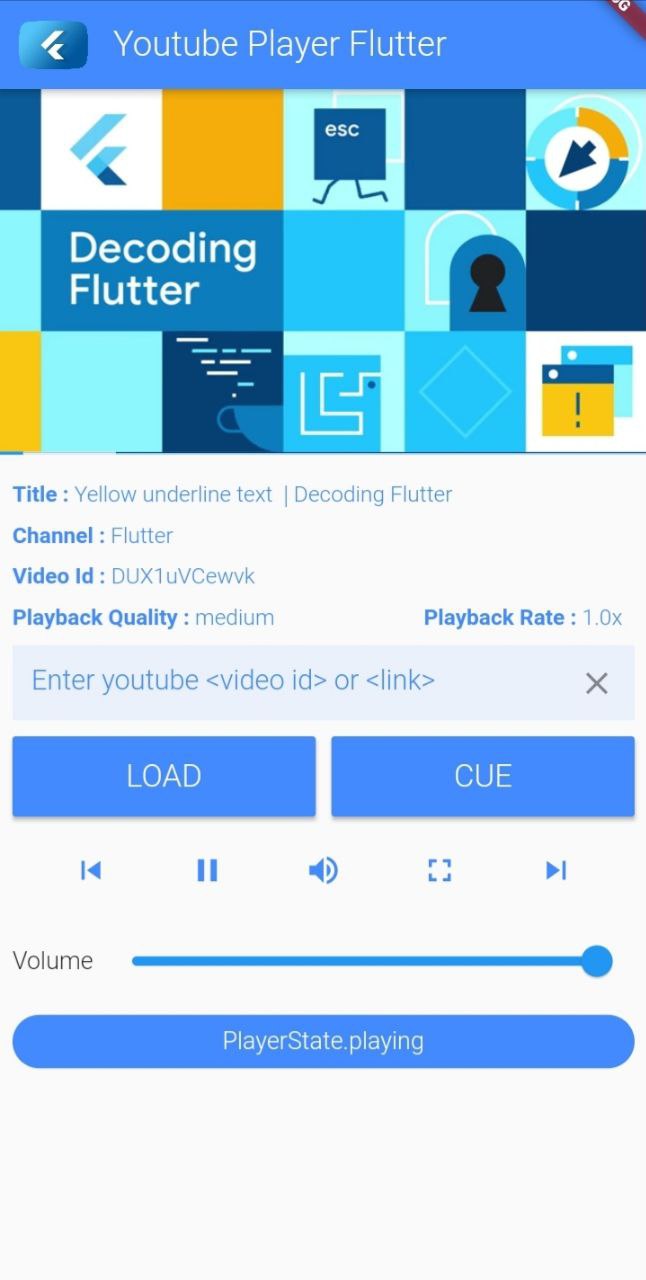 Youtube Player Flutter
esc
Decoding
Flutter
Title : Yellow underline text | Decoding Flutter
Channel : Flutter
Video Id : DUX1uVCewvk
Playback Quality : medium Playback Rate : 1.0x
Enter youtube <video id> or <link>
LOAD CUE
Volume
PlayerState.playing